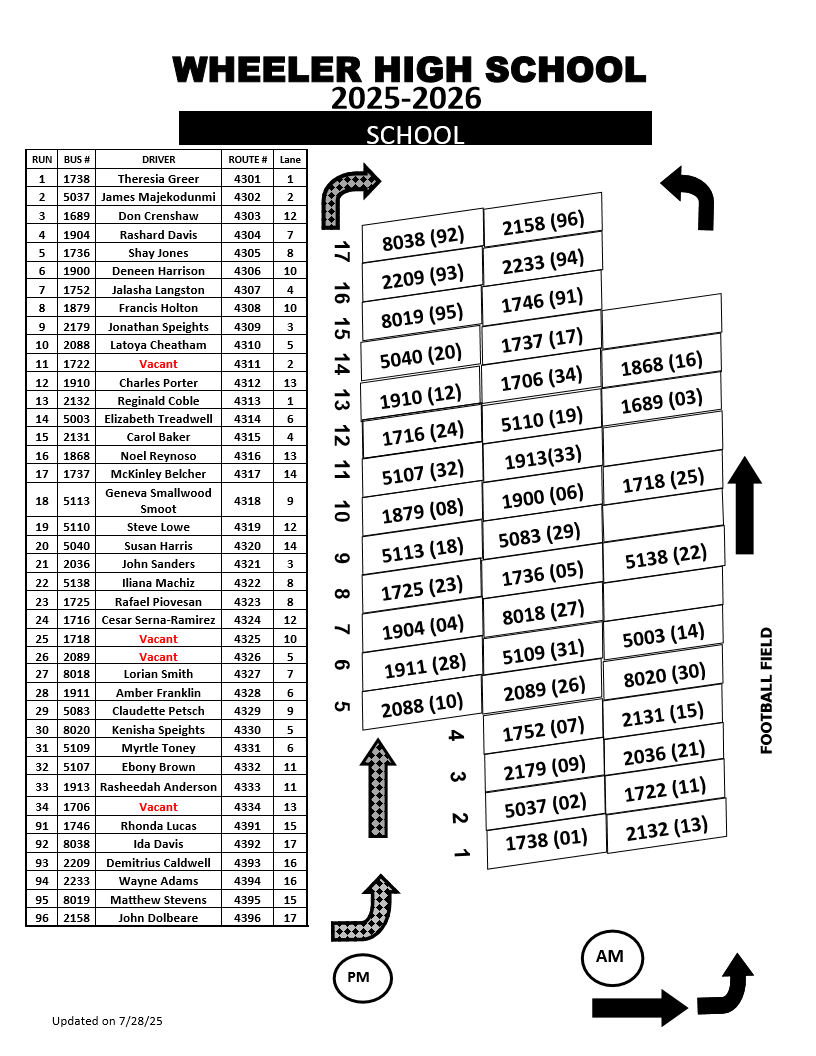 WHEELER HIGH SCHOOL
2025-2026
SCHOOL
RUN BUS # DRIVER ROUTE # Lane
1 1738 Theresia Greer 4301 1
2 5037 James Majekodunmi 4302 2
3 1689 Don Crenshaw 4303 12
4 1904 Rashard Davis 4304 7
5 1736 Shay Jones 4305 8
6 1900 Deneen Harrison 4306 10
7 1752 Jalasha Langston 4307 4
8 1879 Francis Holton 4308 10
9 2179 Jonathan Speights 4309 3
10 2088 Latoya Cheatham 4310 5
11 1722 Vacant 4311 2
12 1910 Charles Porter 4312 13
13 2132 Reginald Coble 4313 1
14 5003 Elizabeth Treadwell 4314 6
15 2131 Carol Baker 4315 4
16 1868 Noel Reynoso 4316 13
17 1737 McKinley Belcher 4317 14
18 5113 Geneva Smallwood Smoot 4318 9
19 5110 Steve Lowe 4319 12
20 5040 Susan Harris 4320 14
21 2036 John Sanders 4321 3
22 5138 Iliana Machiz 4322 8
23 1725 Rafael Piovesan 4323 8
24 1716 Cesar Serna-Ramirez 4324 12
25 1718 Vacant 4325 10
26 2089 Vacant 4326 5
27 8018 Lorian Smith 4327 7
28 1911 Amber Franklin 4328 6
29 5083 Claudette Petsch 4329 9
30 8020 Kenisha Speights 4330 5
31 5109 Myrtle Toney 4331 6
32 5107 Ebony Brown 4332 11
33 1913 Rasheedah Anderson 4333 11
34 1706 Vacant 4334 13
91 1746 Rhonda Lucas 4391 15
92 8038 Ida Davis 4392 17
93 2209 Demitrius Caldwell 4393 16
94 2233 Wayne Adams 4394 16
95 8019 Matthew Stevens 4395 15
96 2158 John Dolbeare 4396 17
17 8038 (92) 2158 (96)
16 2209 (93) 2233 (94)
15 8019 (95) 1746 (91)
14 5040 (20) 1737 (17)
13 1910 (12) 1706 (34) 1868 (16)
12 1716 (24) 5110 (19) 1689 (03)
11 5107 (32) 1913(33)
10 1879 (08) 1900 (06) 1718 (25)
9 5113 (18) 5083 (29)
8 1725 (23) 1736 (05) 5138 (22)
7 1904 (04) 8018 (27)
6 1911 (28) 5109 (31) 5003 (14)
5 2088 (10) 2089 (26) 8020 (30)
4 1752 (07) 2131 (15)
3 2179 (09) 2036 (21)
2 5037 (02) 1722 (11)
1 1738 (01) 2132 (13)
FOOTBALL FIELD
PM
AM
Updated on 7/28/25